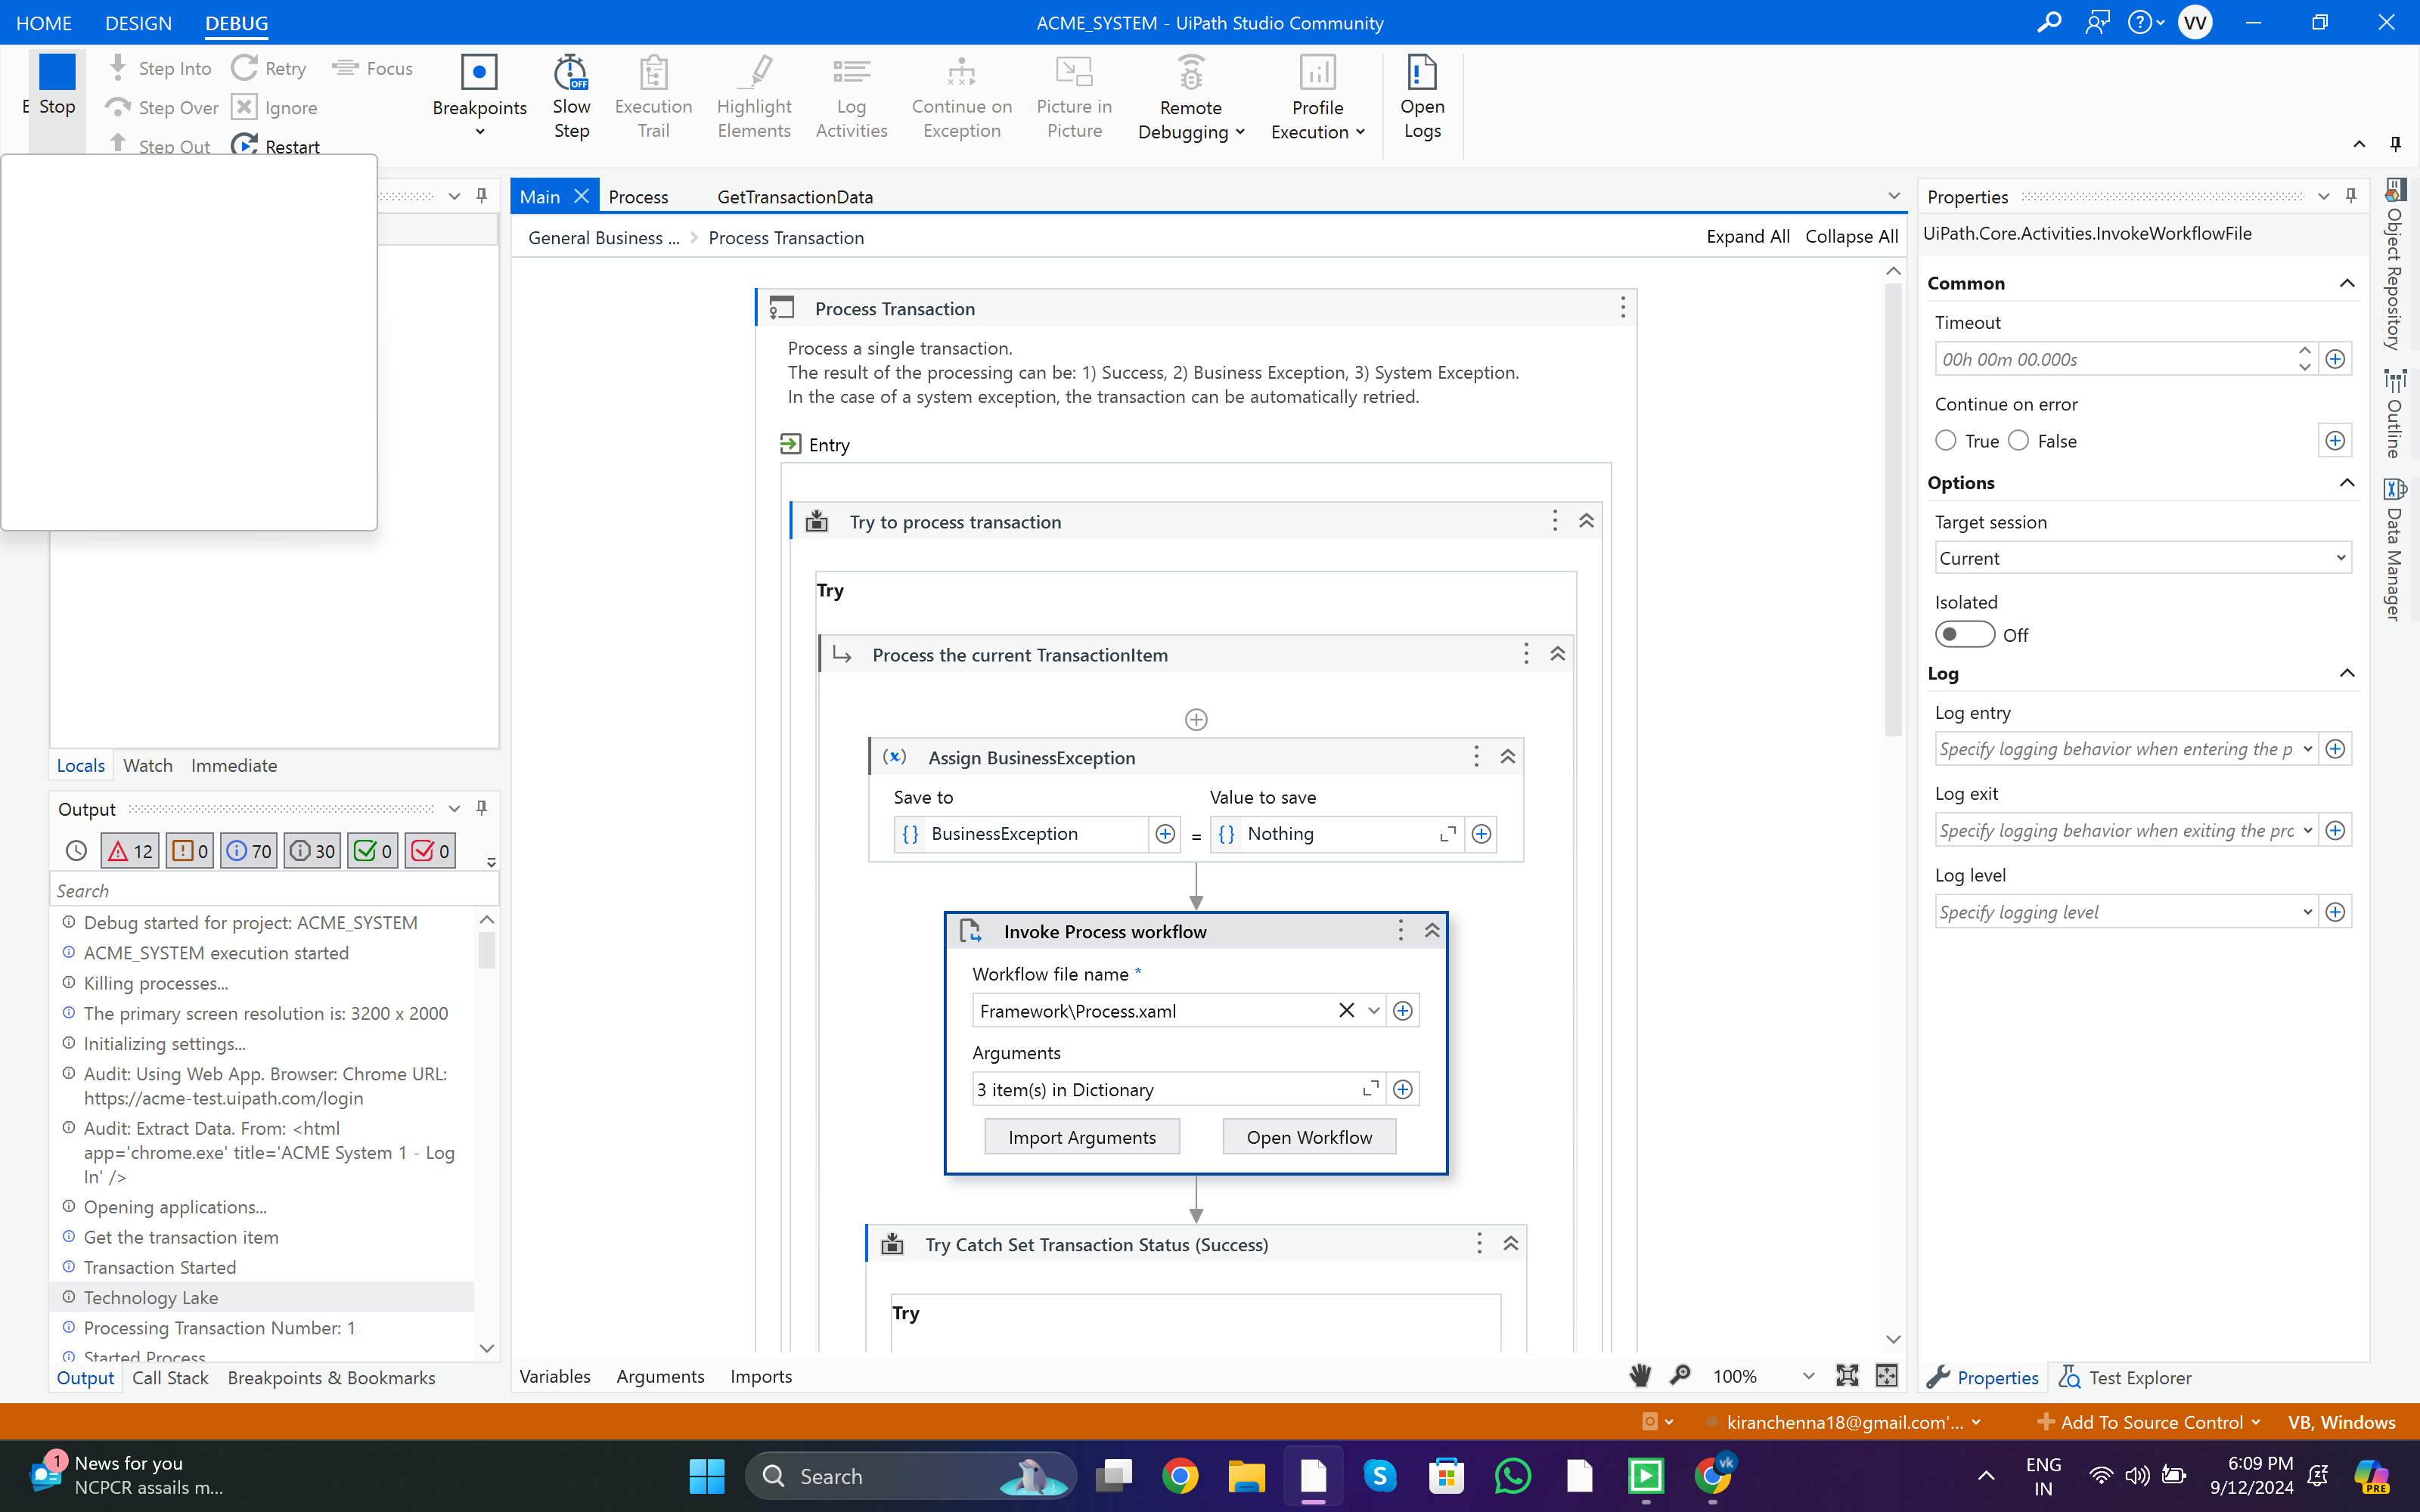 HOME DESIGN DEBUG
ACME_SYSTEM - UiPath Studio Community
VV
Stop
Step Into
Retry
Focus
Step Over
Ignore
Step Out
Restart
Breakpoints
Slow
Step
OFF
Execution
Trail
Highlight
Elements
Log
Activities
Continue on
Exception
Picture in
Picture
Remote
Debugging
Profile
Execution
Open
Logs
Locals Watch Immediate
Output
12 0 70 30 0 0
Search
Debug started for project: ACME_SYSTEM
ACME_SYSTEM execution started
Killing processes...
The primary screen resolution is: 3200 x 2000
Initializing settings...
Audit: Using Web App. Browser: Chrome URL:
https://acme-test.uipath.com/login
Audit: Extract Data. From: <html
app='chrome.exe' title='ACME System 1 - Log
In' />
Opening applications...
Get the transaction item
Transaction Started
Technology Lake
Processing Transaction Number: 1
Started Process
Output Call Stack Breakpoints & Bookmarks
Main Process GetTransactionData
General Business ... Process Transaction
Expand All Collapse All
Process Transaction
Process a single transaction.
The result of the processing can be: 1) Success, 2) Business Exception, 3) System Exception.
In the case of a system exception, the transaction can be automatically retried.
Entry
Try to process transaction
Try
Process the current TransactionItem
Assign BusinessException
Save to Value to save
BusinessException = Nothing
Invoke Process workflow
Workflow file name *
Framework\Process.xaml
Arguments
3 item(s) in Dictionary
Import Arguments Open Workflow
Try Catch Set Transaction Status (Success)
Try
Variables Arguments Imports
100%
Properties
UiPath.Core.Activities.InvokeWorkflowFile
Common
Timeout
00h 00m 00.000s
Continue on error
True False
Options
Target session
Current
Isolated
Off
Log
Log entry
Specify logging behavior when entering the p
Log exit
Specify logging behavior when exiting the prc
Log level
Specify logging level
Properties Test Explorer
Object Repository
Outline
Data Manager
kiranchenna18@gmail.com'...
Add To Source Control
VB, Windows
1
News for you
NCPCR assails m...
Search
vk
ENG
IN
6:09 PM
9/12/2024
PRE